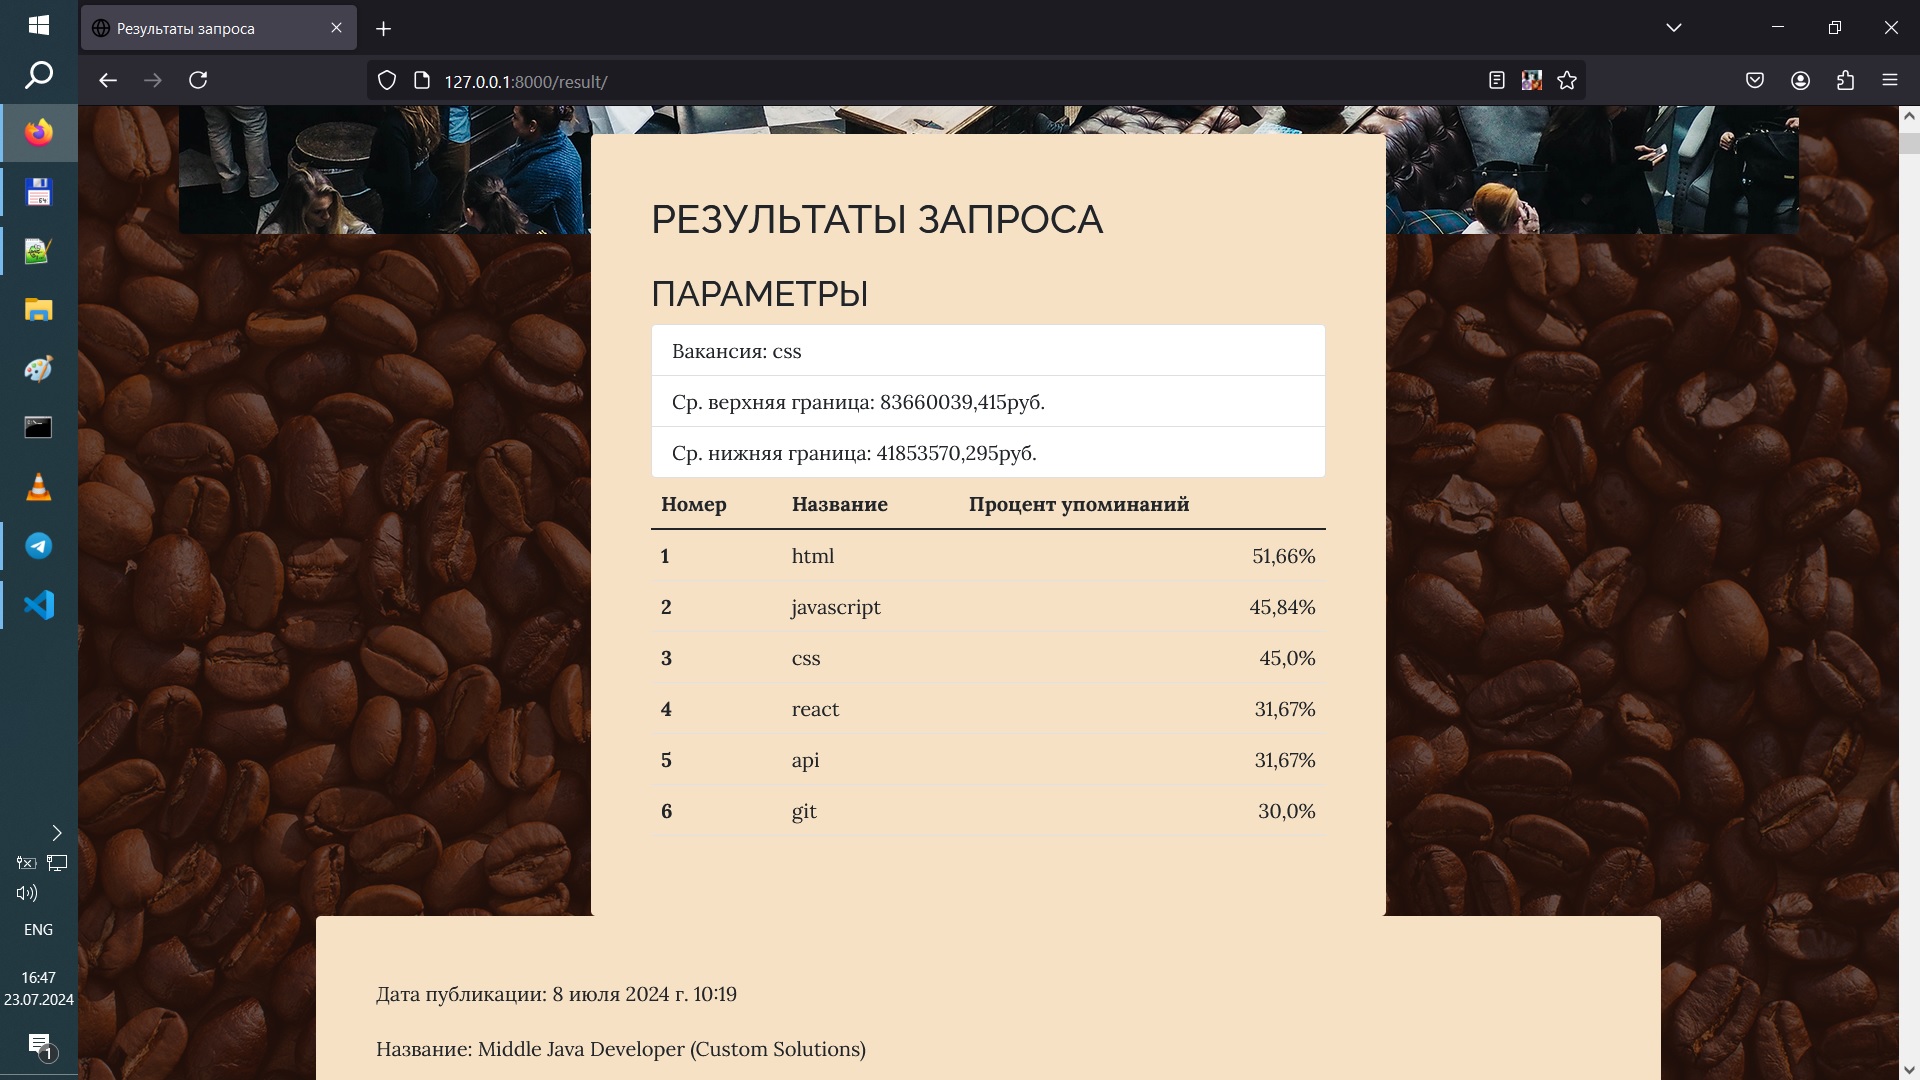 Результаты запроса
127.0.0.1:8000/result/
РЕЗУЛЬТАТЫ ЗАПРОСА
ПАРАМЕТРЫ
Вакансия: css
Ср. верхняя граница: 83660039,415руб.
Ср. нижняя граница: 41853570,295руб.
Номер Название Процент упоминаний
1 html 51,66%
2 javascript 45,84%
3 css 45,0%
4 react 31,67%
5 api 31,67%
6 git 30,0%
Дата публикации: 8 июля 2024 г. 10:19
Название: Middle Java Developer (Custom Solutions)
64
ENG
16:47
23.07.2024
1